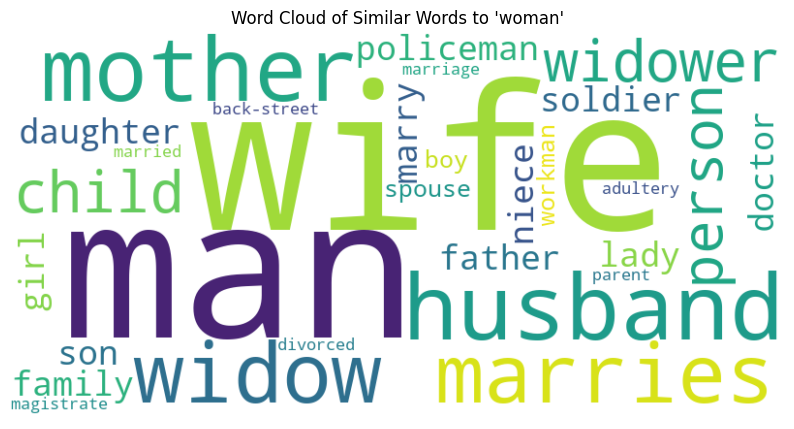 Word Cloud of Similar Words to 'woman'
mother
policeman
marriage
widower
wife
back-street
marry
soldier
daughter
married
boy
niece
workman
person
doctor
child
spouse
adultery
man
girl
father
lady
parent
husband
son
widow
divorced
marries
family
magistrate